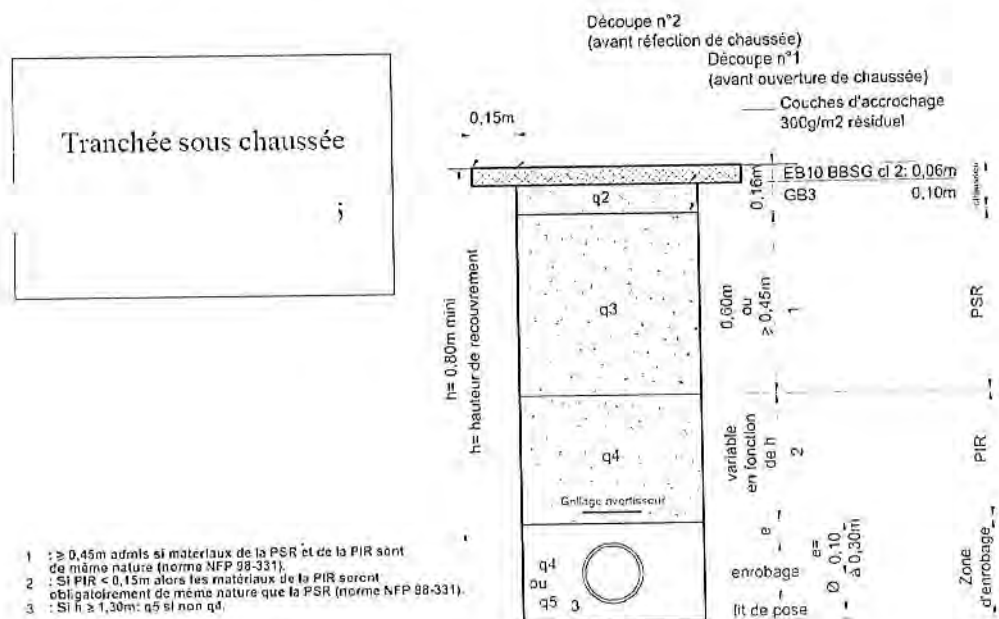 Découpe n°2
(avant réfection de chaussée)
Découpe n°1
(avant ouverture de chaussée)
Couches d'accrochage
300g/m2 résiduel
Tranchée sous chaussée
;
0,15m
EB10 BBSG cl 2: 0,06m
GB3 0,10m
0,16m
chaussée
q2
h= 0.80m mini
h= hauteur de recouvrement
q3
0,60m
ou
≥ 0,45m
1
PSR
q4
variable
en fonction
de h
2
PIR
Grillage avertisseur
q4
ou
q5 3
e
enrobage
lit de pose
Ø
e=
0,10
à 0,30m
Zone
d'enrobage
1 : ≥ 0,45m admis si matériaux de la PSR et de la PIR sont
de même nature (norme NFP 98-331).
2 : Si PIR < 0,15m alors les matériaux de la PIR seront
obligatoirement de même nature que la PSR (norme NFP 98-331).
3 : Si h ≥ 1,30m: q5 si non q4.